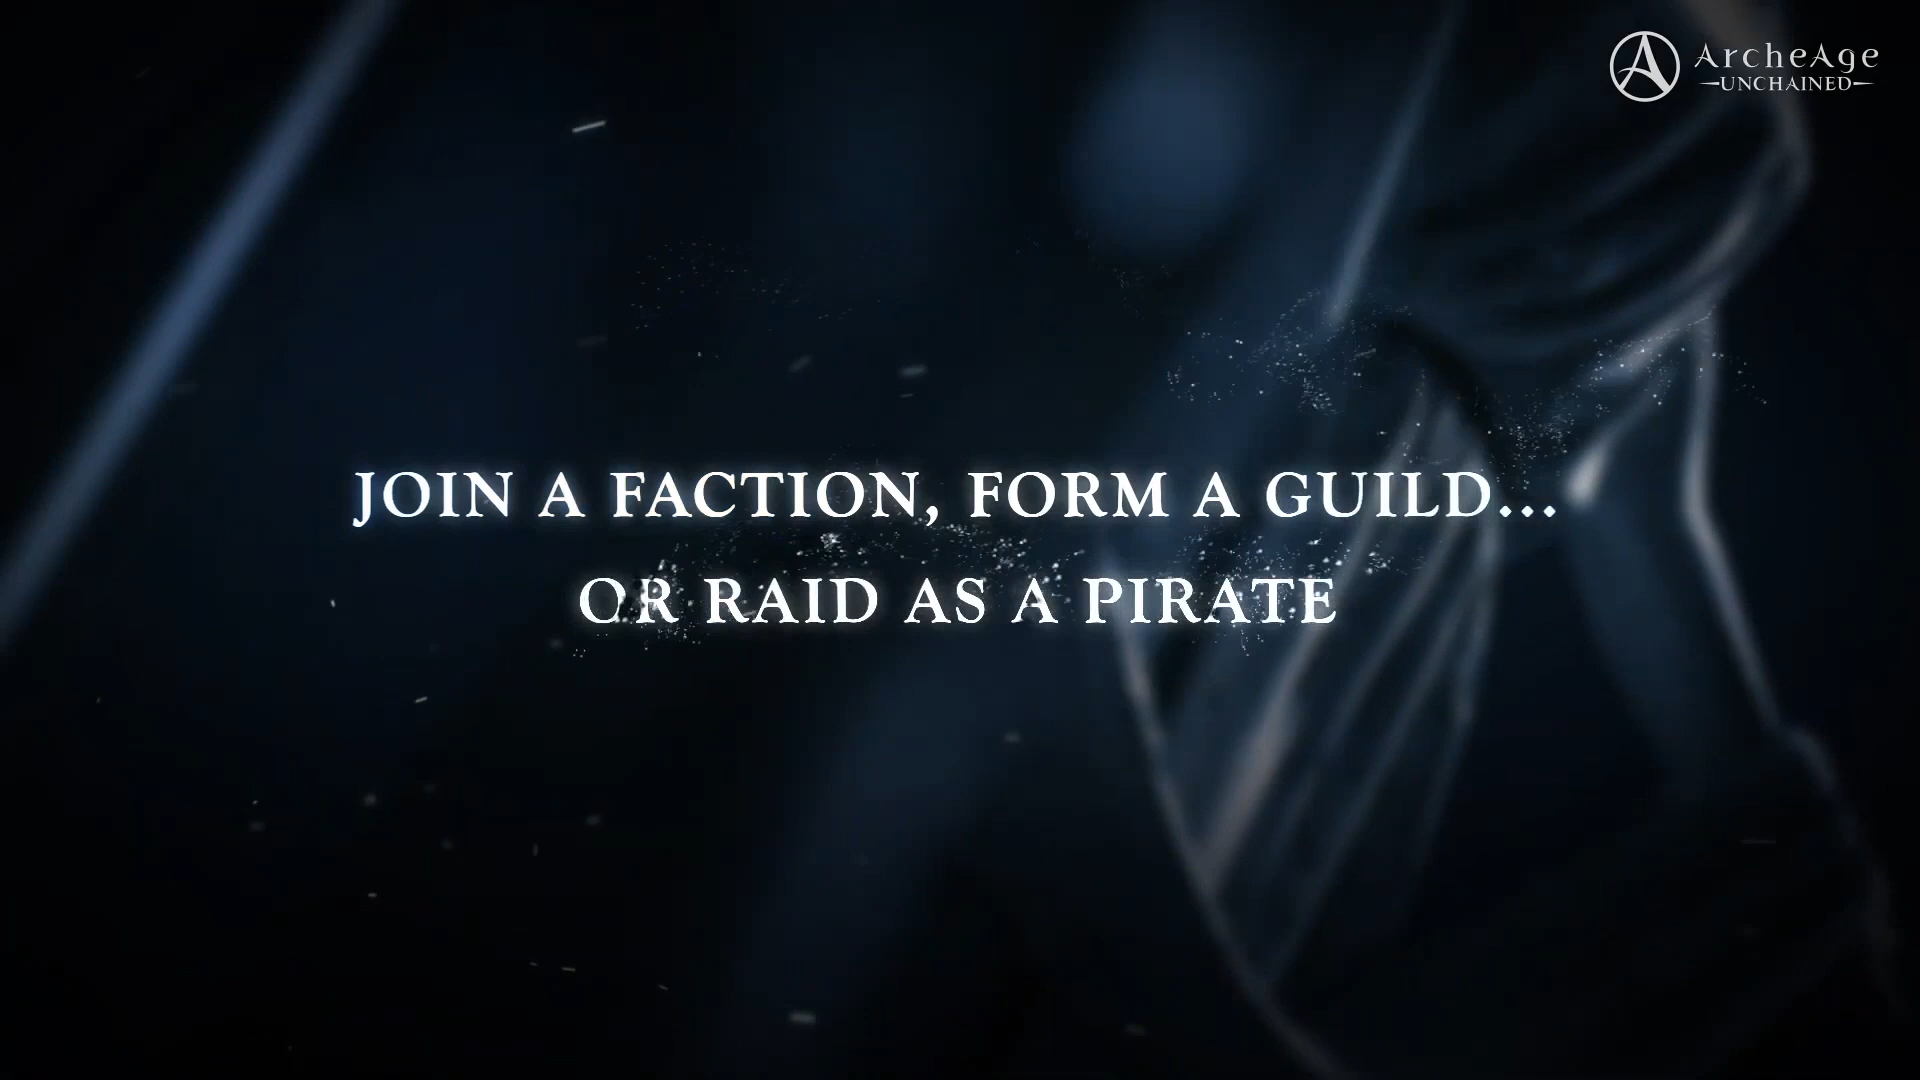 ArcheAge
UNCHAINED
JOIN A FACTION, FORM A GUILD...
OR RAID AS A PIRATE